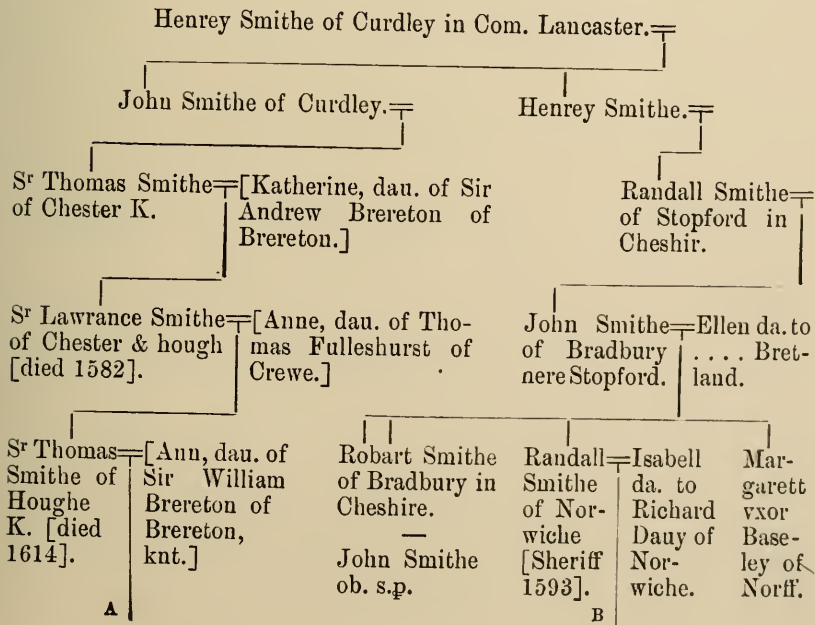 Henrey Smithe of Curdley in Com. Lancaster.
John Smithe of Curdley.
Henrey Smithe.
Sr Thomas Smithe
of Chester K.
[Katherine, dau. of Sir
Andrew Brereton of
Brereton.]
Randall Smithe
of Stopford in
Cheshir.
Sr Lawrance Smithe
of Chester & hough
[died 1582].
[Anne, dau. of Tho-
mas Fulleshurst of
Crewe.]
John Smithe
of Bradbury
nere Stopford.
Ellen da. to
.... Bret-
land.
Sr Thomas
Smithe of
Houghe
K. [died
1614].
[Ann, dau. of
Sir William
Brereton of
Brereton,
knt.]
Robart Smithe
of Bradbury in
Cheshire.
—
John Smithe
ob. s.p.
Randall
Smithe
of Nor-
wiche
[Sheriff
1593].
Isabell
da. to
Richard
Dauy of
Nor-
wiche.
Mar-
garett
vxor
Base-
ley of
Norff.
A
B